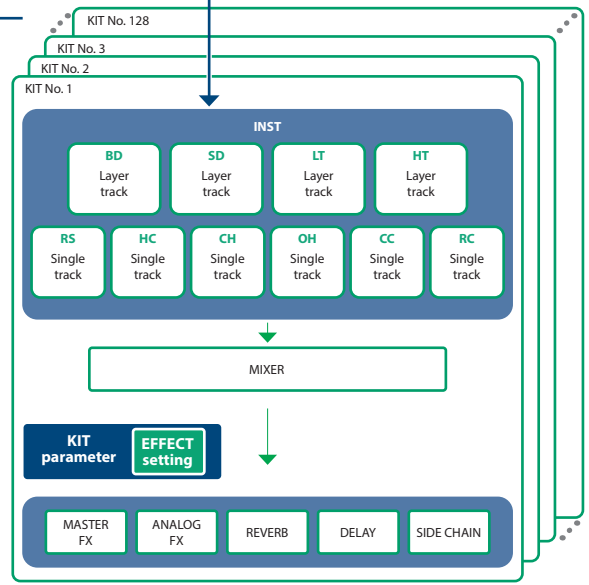 KIT No. 128
KIT No. 3
KIT No. 2
KIT No. 1
INST
BD
Layer
track
SD
Layer
track
LT
Layer
track
HT
Layer
track
RS
Single
track
HC
Single
track
CH
Single
track
OH
Single
track
CC
Single
track
RC
Single
track
MIXER
KIT
parameter
EFFECT
setting
MASTER
FX
ANALOG
FX
REVERB
DELAY
SIDE CHAIN